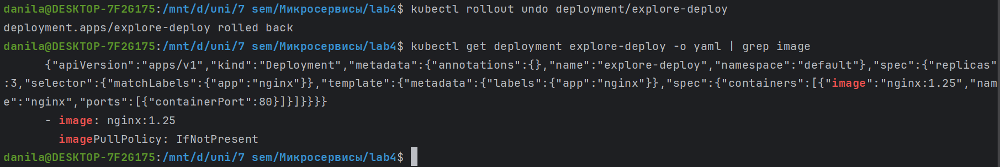 danila@DESKTOP-7F2G175:/mnt/d/uni/7 sem/Микросервисы/lab4$ kubectl rollout undo deployment/explore-deploy
deployment.apps/explore-deploy rolled back
danila@DESKTOP-7F2G175:/mnt/d/uni/7 sem/Микросервисы/lab4$ kubectl get deployment explore-deploy -o yaml | grep image
      {"apiVersion":"apps/v1","kind":"Deployment","metadata":{"annotations":{},"name":"explore-deploy","namespace":"default"},"spec":{"replicas"
:3,"selector":{"matchLabels":{"app":"nginx"}},"template":{"metadata":{"labels":{"app":"nginx"}},"spec":{"containers":[{"image":"nginx:1.25","nam
e":"nginx","ports":[{"containerPort":80}]}]}}}}
      - image: nginx:1.25
        imagePullPolicy: IfNotPresent
danila@DESKTOP-7F2G175:/mnt/d/uni/7 sem/Микросервисы/lab4$